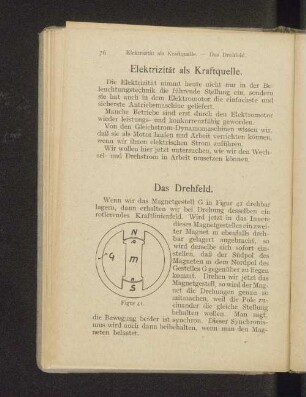 76 Elektrizität als Kraftquelle. — Das Drehfeld.
Elektrizität als Kraftquelle.
Die Elektrizität nimmt heute nicht nur in der Be-
leuchtungstechnik die führende Stellung ein, sondern
sie hat auch in dem Elektromotor die einfachste und
sicherste Antriebsmaschine geliefert.
Manche Betriebe sind erst durch den Elektromotor
wieder leistungs- und konkurrenzfähig geworden.
Von den Gleichstrom-Dynamomaschinen wissen wir,
daß sie als Motor laufen und Arbeit verrichten können,
wenn wir ihnen elektrischen Strom zuführen.
Wir wollen hier jetzt untersuchen, wie wir den Wech-
sel- und Drehstrom in Arbeit umsetzen können.
Das Drehfeld.
Wenn wir das Magnetgestell G in Figur 41 drehbar
lagern, dann erhalten wir bei Drehung desselben ein
rotierendes Kraftlinienfeld. Wird jetzt in das Innere
dieses Magnetgestelles ein zwei-
ter Magnet m ebenfalls dreh-
bar gelagert angebracht, so
wird derselbe sich sofort ein-
stellen, daß der Südpol des
Magneten m dem Nordpol des
Gestelles G gegenüber zu liegen
kommt. Drehen wir jetzt das
Magnetgestell, so wird der Mag-
net die Drehungen genau so
mitmachen, weil die Pole
die gleiche Stellung
behalten wollen. Man sagt,
N
G
m
S
Figur 41.
die Bewegung beider ist synchron. Dieser Synchronis-
mus wird auch dann beibehalten, wenn man den Mag-
neten belastet.